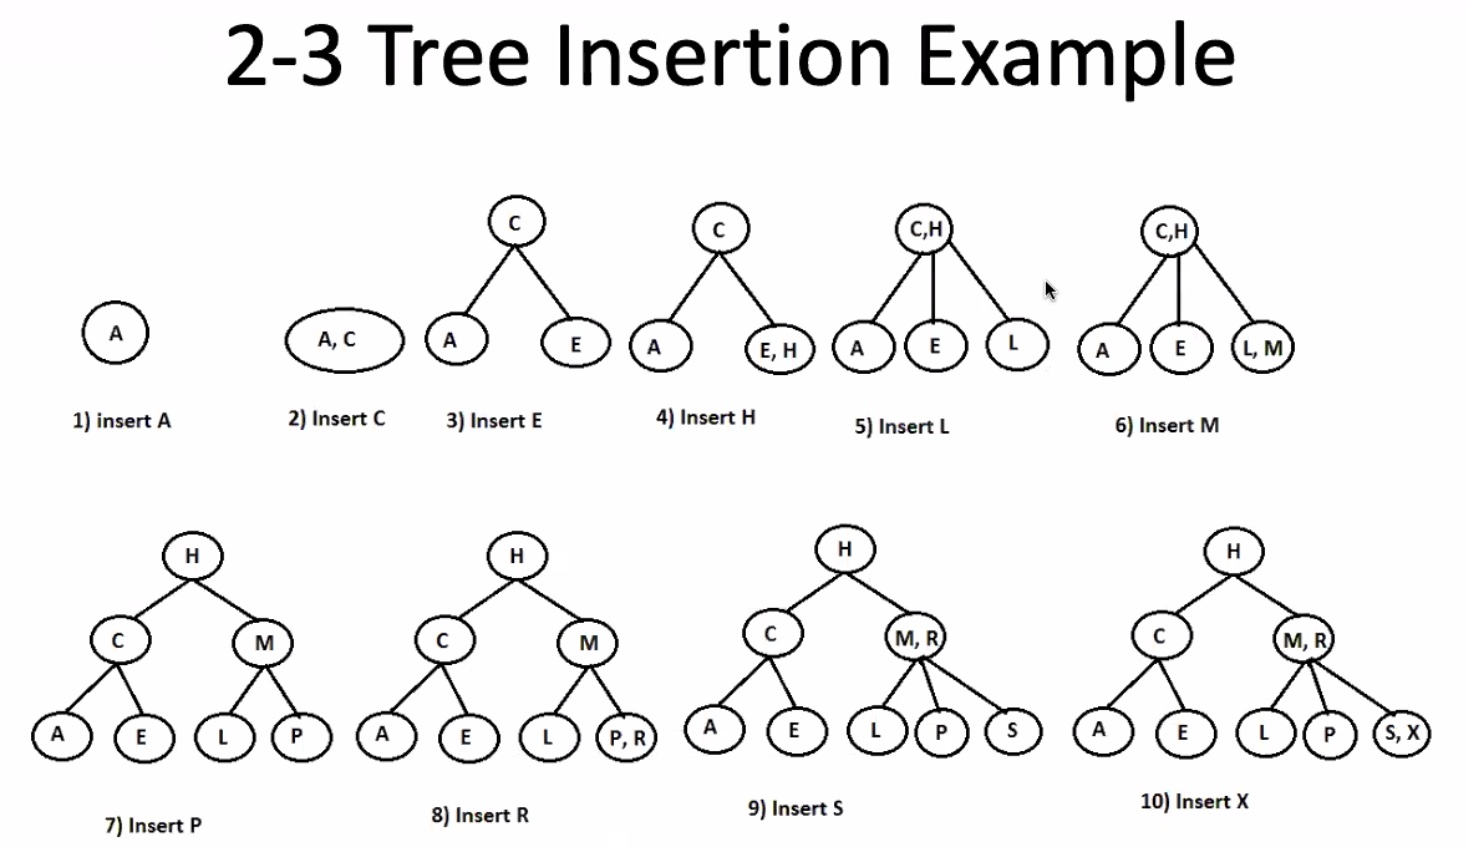 2-3 Tree Insertion Example
A
1) insert A
A, C
2) Insert C
C
A
E
3) Insert E
C
A
E, H
4) Insert H
C,H
A
E
L
5) Insert L
C,H
A
E
L, M
6) Insert M
H
C
M
A
E
L
P
7) Insert P
H
C
M
A
E
L
P, R
8) Insert R
H
C
M, R
A
E
L
P
S
9) Insert S
H
C
M, R
A
E
L
P
S, X
10) Insert X